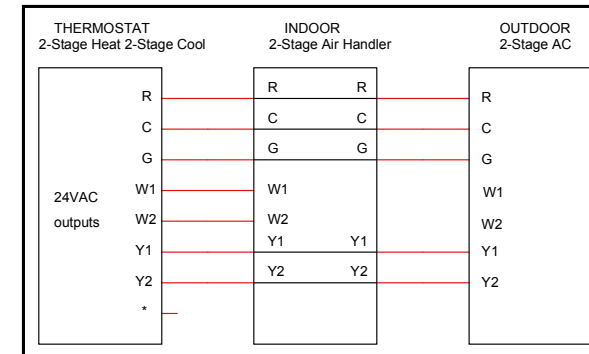 THERMOSTAT
2-Stage Heat 2-Stage Cool
INDOOR
2-Stage Air Handler
OUTDOOR
2-Stage AC
R
C
G
24VAC
outputs
W1
W2
Y1
Y2
*
R R
C C
G G
W1
W2
Y1 Y1
Y2 Y2
R
C
G
W1
W2
Y1
Y2